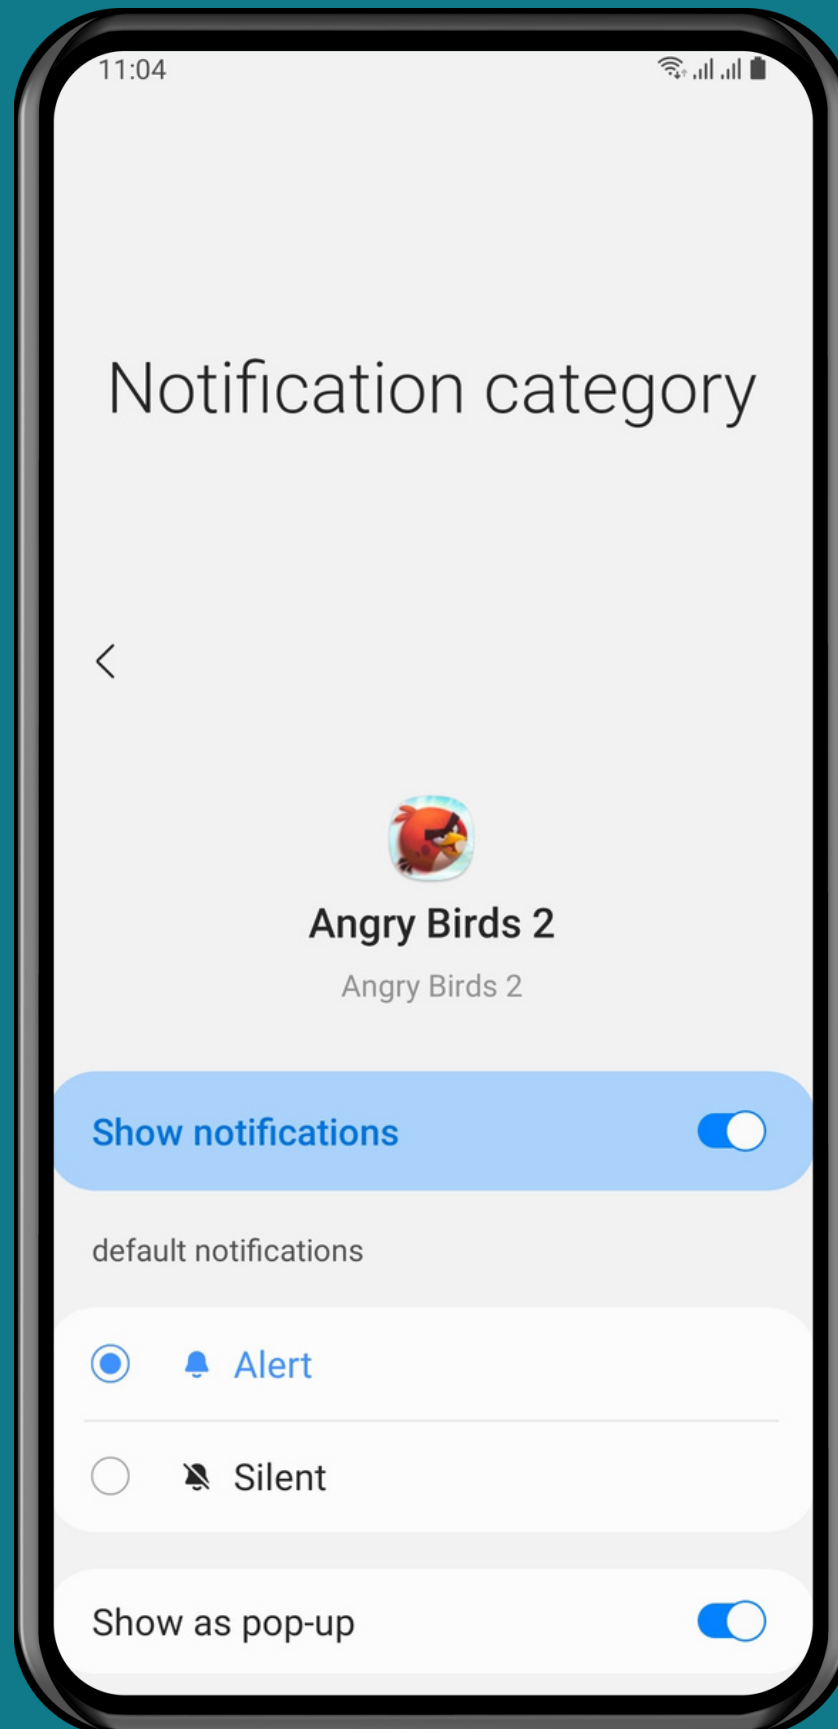 11:04
Notification category
Angry Birds 2
Angry Birds 2
Show notifications
default notifications
Alert
Silent
Show as pop-up